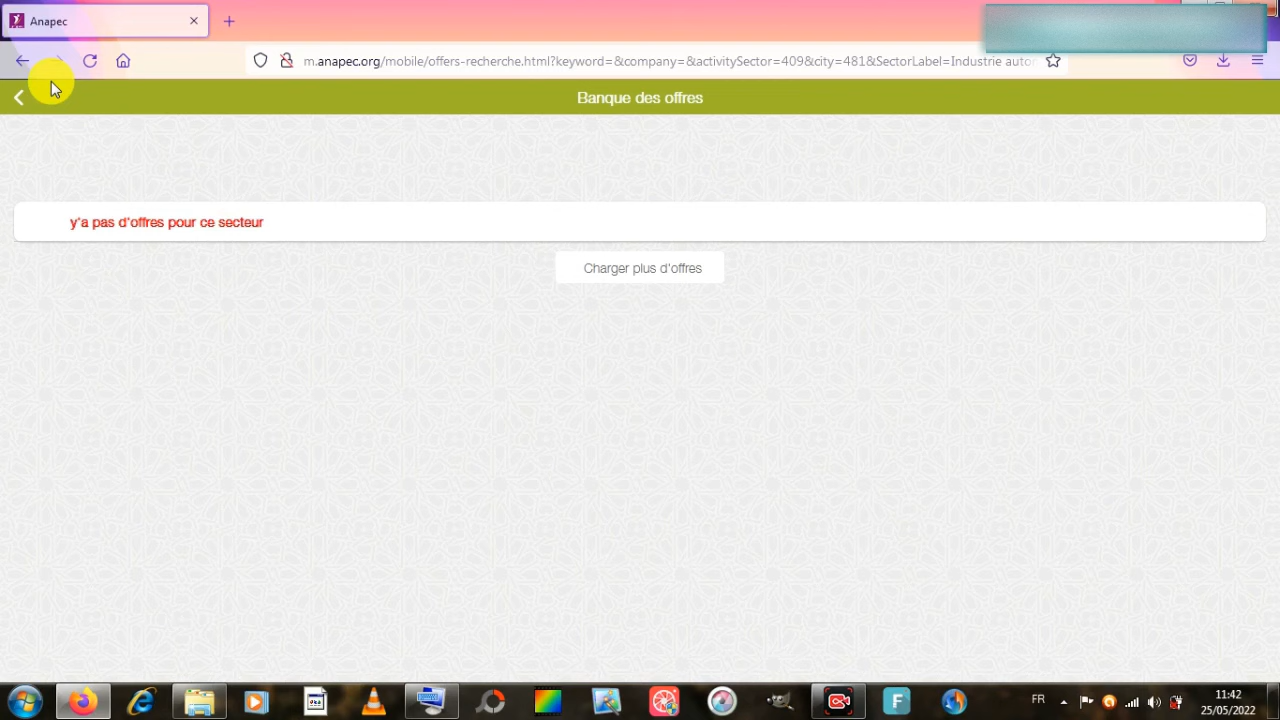 Anapec
m.anapec.org/mobile/offers-recherche.html?keyword=&company=&activitySector=409&city=481&SectorLabel=Industrie autor
Banque des offres
y'a pas d'offres pour ce secteur
Charger plus d'offres
F
FR
11:42
25/05/2022